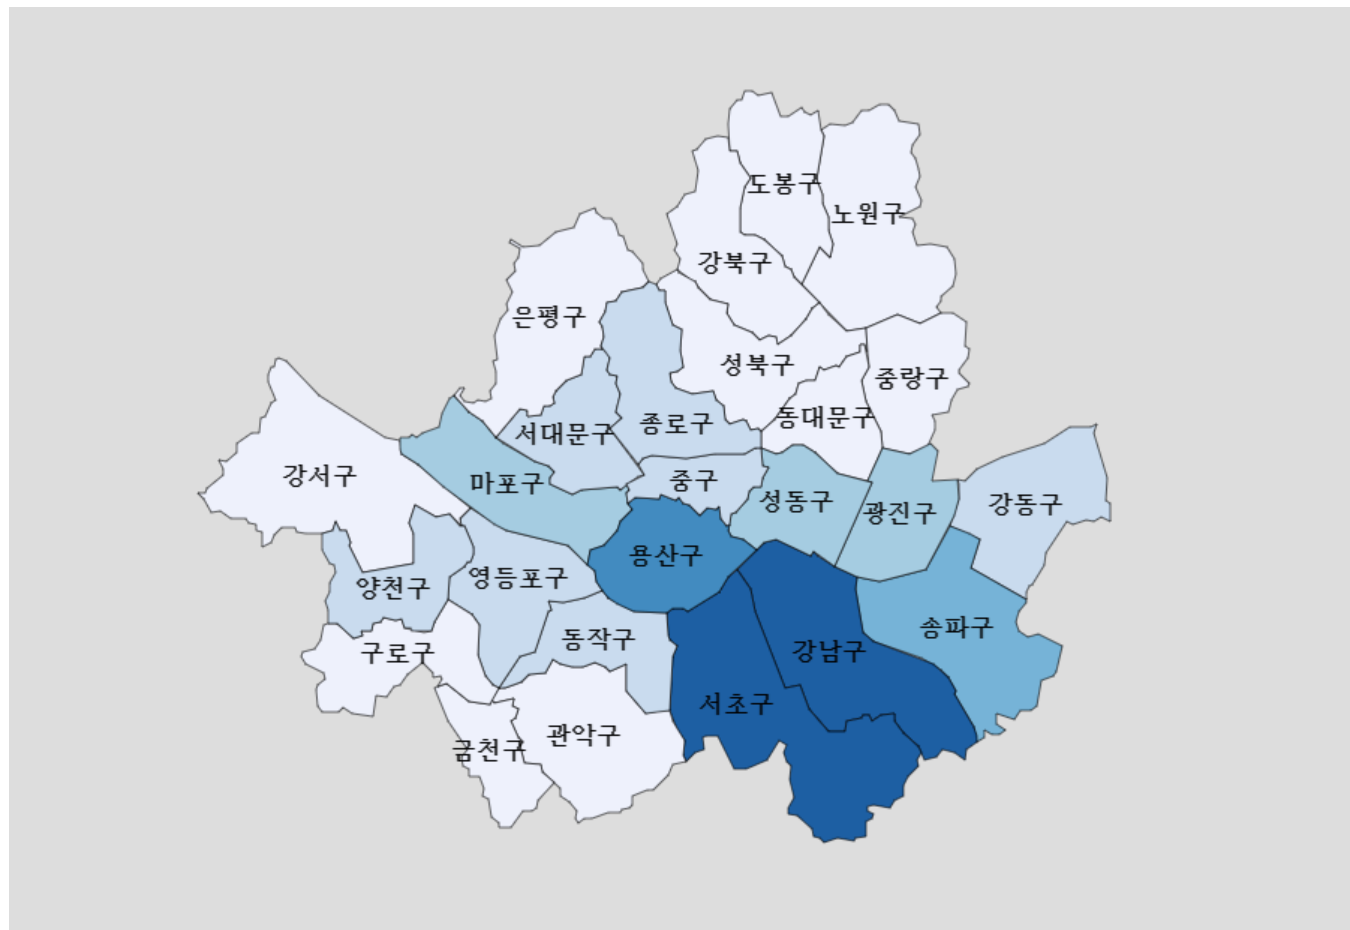 도봉구
노원구
강북구
은평구
성북구
중랑구
동대문구
종로구
서대문구
강서구
마포구
중구
성동구
광진구
강동구
용산구
영등포구
양천구
송파구
동작구
구로구
강남구
서초구
관악구
금천구